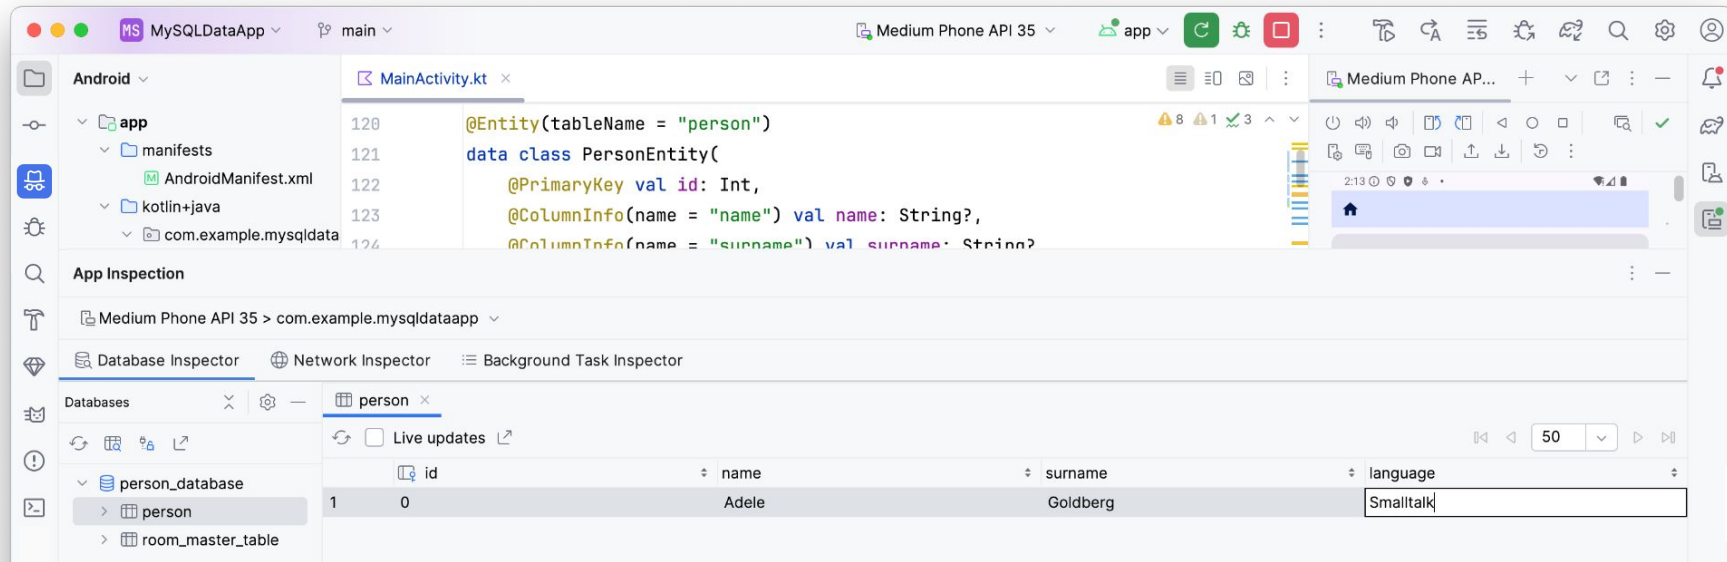 MS MySQLDataApp main Medium Phone API 35 app
Android
MainActivity.kt
Medium Phone AP...
app
manifests
M AndroidManifest.xml
kotlin+java
com.example.mysqldata
120 @Entity(tableName = "person")
121 data class PersonEntity(
122 @PrimaryKey val id: Int,
123 @ColumnInfo(name = "name") val name: String?,
124 @ColumnInfo(name = "surname") val surname: String?
8 1 3
2:13
App Inspection
Medium Phone API 35 > com.example.mysqldataapp
Database Inspector Network Inspector Background Task Inspector
Databases
person
Live updates
50
person_database
person
room_master_table
id name surname language
1 0 Adele Goldberg Smalltalk